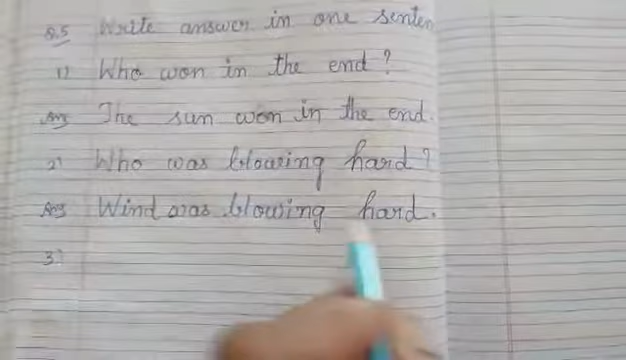 Q.5 Write answer in one senten
1) Who won in the end?
Ans The sun won in the end.
2) Who was blowing hard?
Ans Wind was blowing hard.
3)